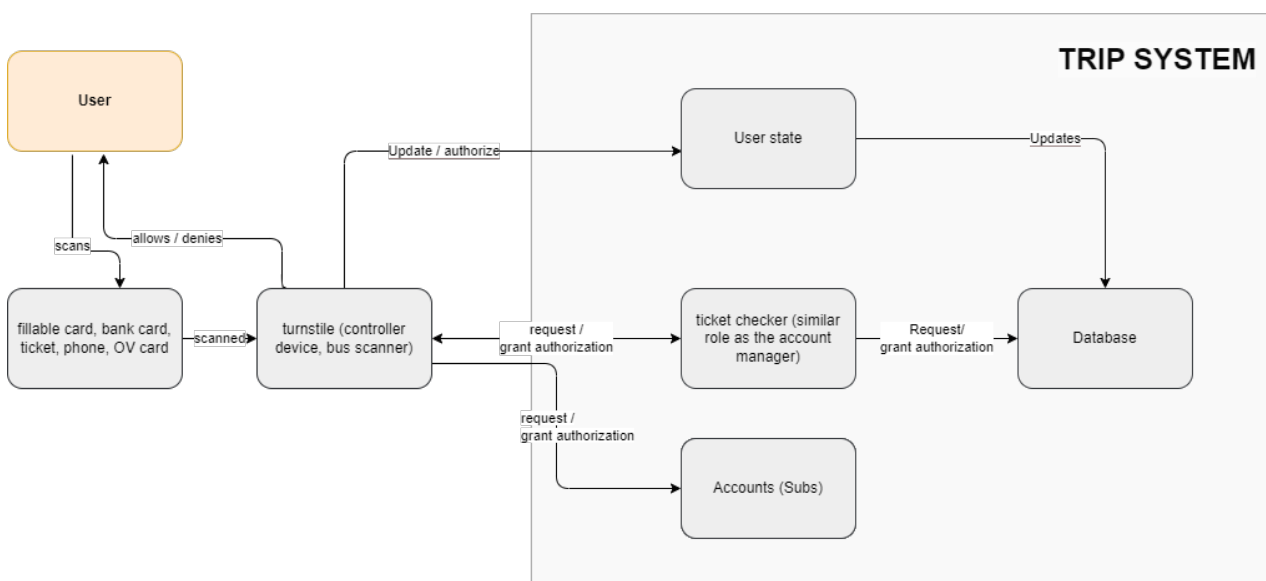 TRIP SYSTEM
User
User state
Update / authorize
Updates
scans
allows / denies
fillable card, bank card,
ticket, phone, OV card
scanned
turnstile (controller
device, bus scanner)
request /
grant authorization
ticket checker (similar
role as the account
manager)
Request/
grant authorization
Database
request /
grant authorization
Accounts (Subs)